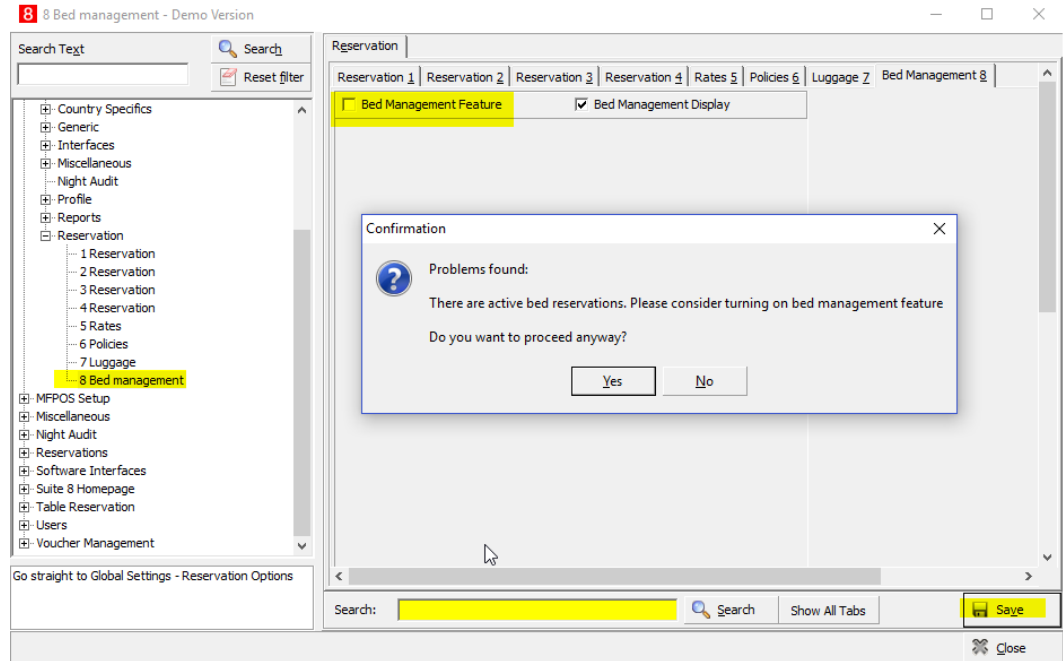 8 8 Bed management - Demo Version
Search Text
Search
Reset filter
Country Specifics
Generic
Interfaces
Miscellaneous
Night Audit
Profile
Reports
Reservation
1 Reservation
2 Reservation
3 Reservation
4 Reservation
5 Rates
6 Policies
7 Luggage
8 Bed management
MFPOS Setup
Miscellaneous
Night Audit
Reservations
Software Interfaces
Suite 8 Homepage
Table Reservation
Users
Voucher Management
Go straight to Global Settings - Reservation Options
Reservation
Reservation 1 Reservation 2 Reservation 3 Reservation 4 Rates 5 Policies 6 Luggage 7 Bed Management 8
Bed Management Feature Bed Management Display
Confirmation
Problems found:
There are active bed reservations. Please consider turning on bed management feature
Do you want to proceed anyway?
Yes No
Search: Search Show All Tabs Save
Close